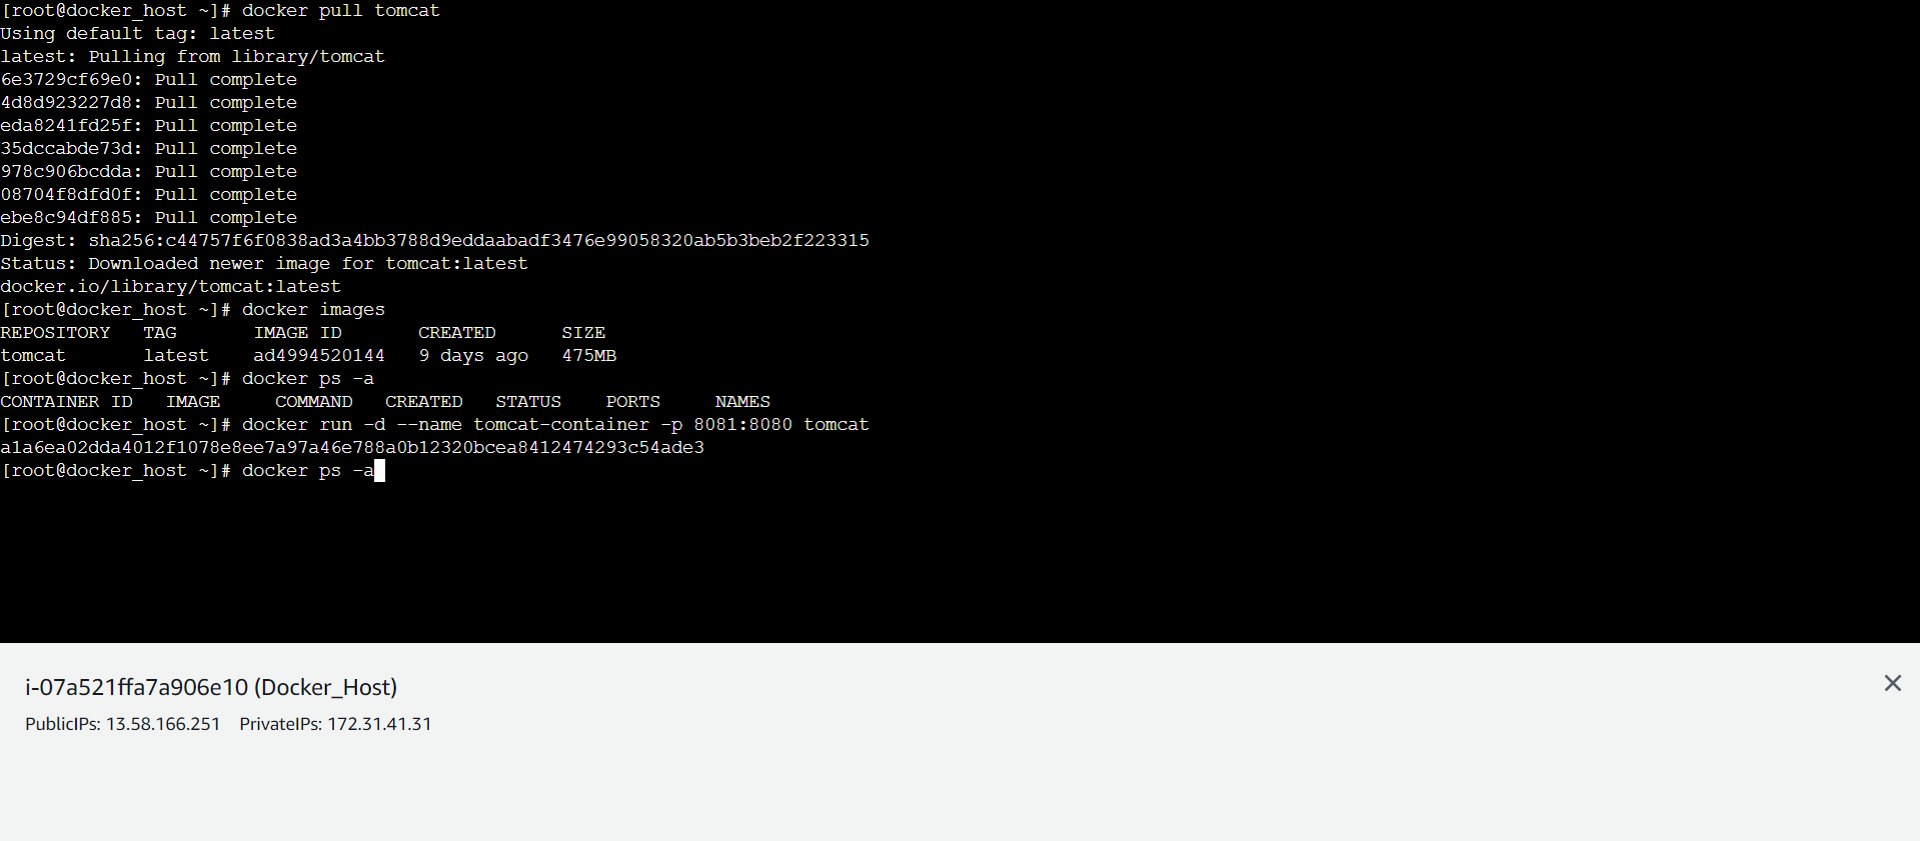 [root@docker_host ~]# docker pull tomcat
Using default tag: latest
latest: Pulling from library/tomcat
6e3729cf69e0: Pull complete
4d8d923227d8: Pull complete
eda8241fd25f: Pull complete
35dccabde73d: Pull complete
978c906bcdda: Pull complete
08704f8dfd0f: Pull complete
ebe8c94df885: Pull complete
Digest: sha256:c44757f6f0838ad3a4bb3788d9eddaabadf3476e99058320ab5b3beb2f223315
Status: Downloaded newer image for tomcat:latest
docker.io/library/tomcat:latest
[root@docker_host ~]# docker images
REPOSITORY   TAG       IMAGE ID       CREATED      SIZE
tomcat       latest    ad4994520144   9 days ago   475MB
[root@docker_host ~]# docker ps -a
CONTAINER ID   IMAGE     COMMAND   CREATED   STATUS    PORTS     NAMES
[root@docker_host ~]# docker run -d --name tomcat-container -p 8081:8080 tomcat
a1a6ea02dda4012f1078e8ee7a97a46e788a0b12320bcea8412474293c54ade3
[root@docker_host ~]# docker ps -a
i-07a521ffa7a906e10 (Docker_Host)
PublicIPs: 13.58.166.251   PrivateIPs: 172.31.41.31